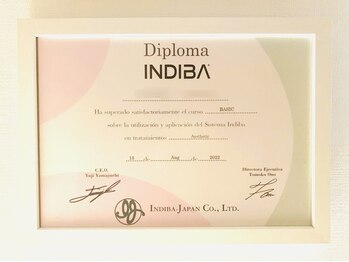 Diploma
INDIBA®
Ha superado satisfactoriamente el curso BASIC
sobre la utilización y aplicación del Sistema Indiba
en tratamientos Aesthetic
18 de Aug de 2022
C.E.O.
Yuji Yamaguchi
Directora Ejecutiva
Tomoko Ono
INDIBA-JAPAN CO., LTD.